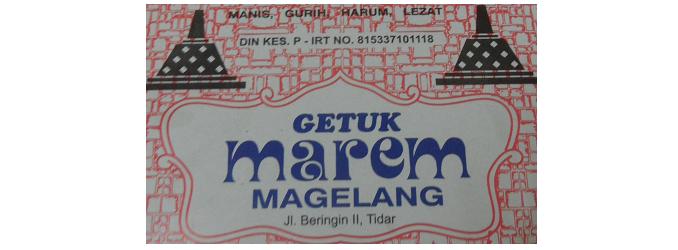 MANIS, GURIH, HARUM, LEZAT
DIN KES. P - IRT NO. 815337101118
GETUK
marem
MAGELANG
Jl. Beringin II, Tidar